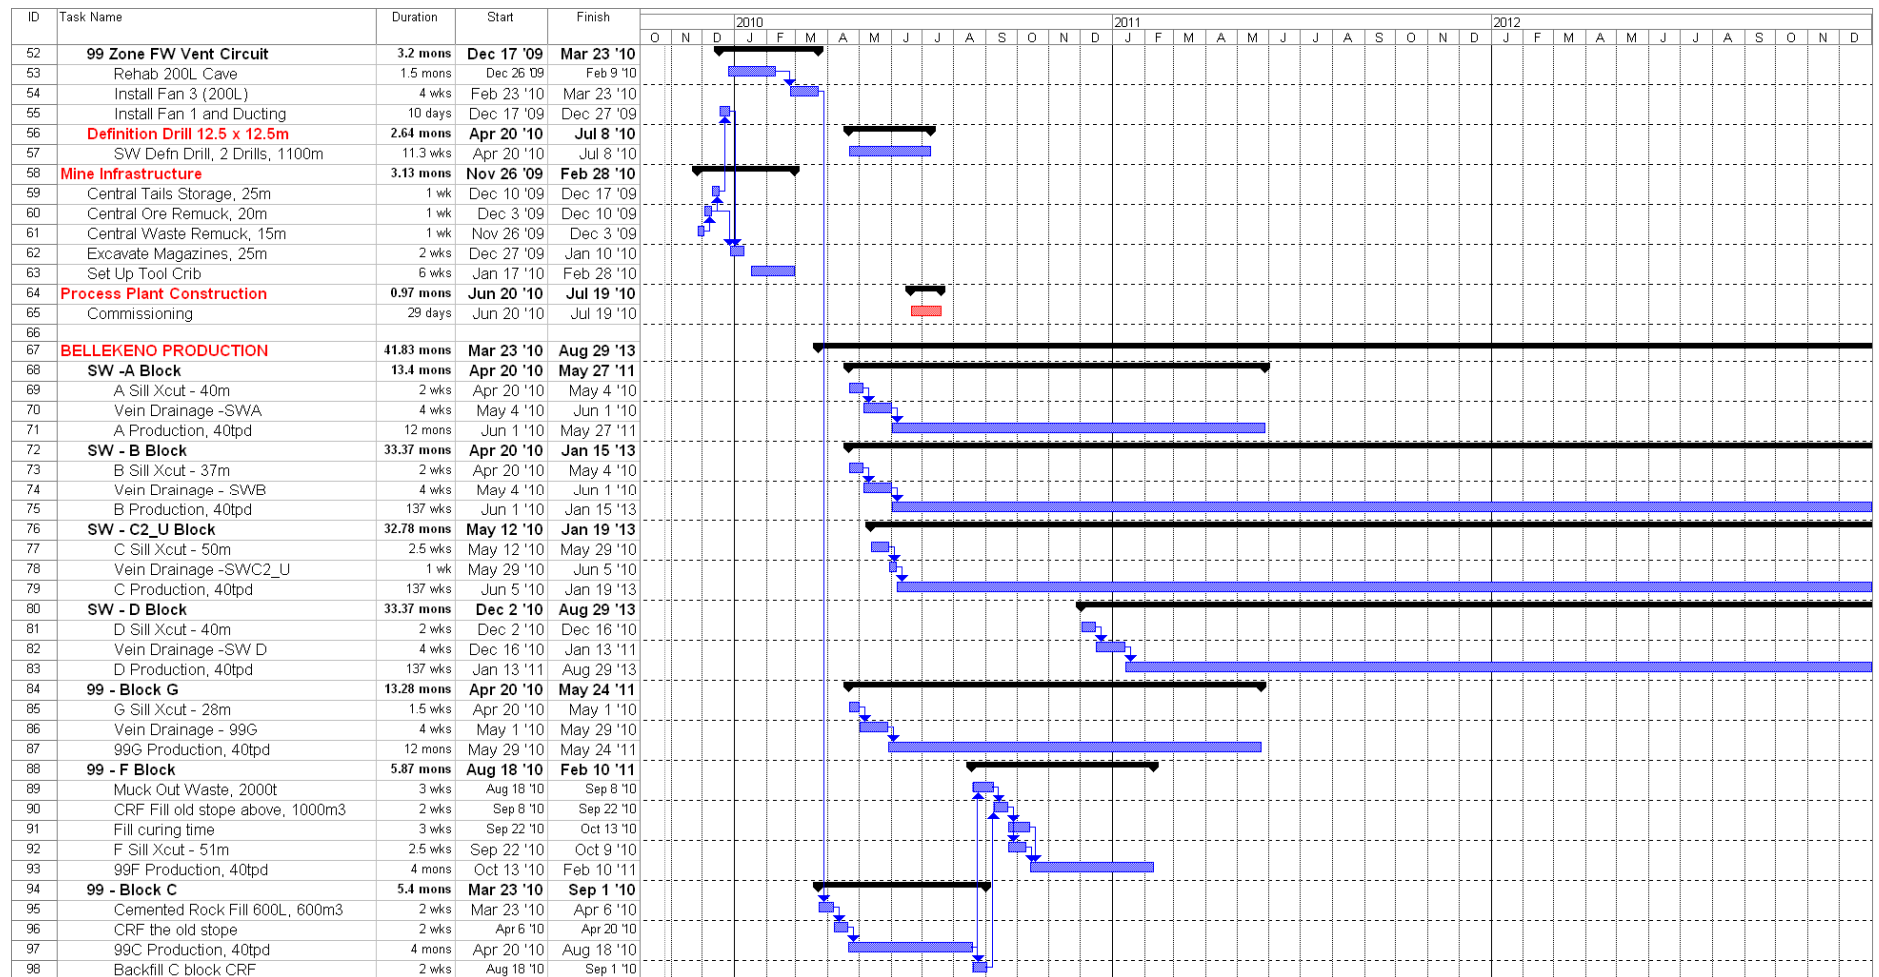 ID Task Name Duration Start Finish 2010 2011 2012
O N D J F M A M J J A S O N D J F M A M J J A S O N D J F M A M J J A S O N D
52 99 Zone FW Vent Circuit 3.2 mons Dec 17 '09 Mar 23 '10
53 Rehab 200L Cave 1.5 mons Dec 26 '09 Feb 9 '10
54 Install Fan 3 (200L) 4 wks Feb 23 '10 Mar 23 '10
55 Install Fan 1 and Ducting 10 days Dec 17 '09 Dec 27 '09
56 Definition Drill 12.5 x 12.5m 2.64 mons Apr 20 '10 Jul 8 '10
57 SW Defn Drill, 2 Drills, 1100m 11.3 wks Apr 20 '10 Jul 8 '10
58 Mine Infrastructure 3.13 mons Nov 26 '09 Feb 28 '10
59 Central Tails Storage, 25m 1 wk Dec 10 '09 Dec 17 '09
60 Central Ore Remuck, 20m 1 wk Dec 3 '09 Dec 10 '09
61 Central Waste Remuck, 15m 1 wk Nov 26 '09 Dec 3 '09
62 Excavate Magazines, 25m 2 wks Dec 27 '09 Jan 10 '10
63 Set Up Tool Crib 6 wks Jan 17 '10 Feb 28 '10
64 Process Plant Construction 0.97 mons Jun 20 '10 Jul 19 '10
65 Commissioning 29 days Jun 20 '10 Jul 19 '10
66
67 BELLEKENO PRODUCTION 41.83 mons Mar 23 '10 Aug 29 '13
68 SW -A Block 13.4 mons Apr 20 '10 May 27 '11
69 A Sill Xcut - 40m 2 wks Apr 20 '10 May 4 '10
70 Vein Drainage -SWA 4 wks May 4 '10 Jun 1 '10
71 A Production, 40tpd 12 mons Jun 1 '10 May 27 '11
72 SW - B Block 33.37 mons Apr 20 '10 Jan 15 '13
73 B Sill Xcut - 37m 2 wks Apr 20 '10 May 4 '10
74 Vein Drainage - SWB 4 wks May 4 '10 Jun 1 '10
75 B Production, 40tpd 137 wks Jun 1 '10 Jan 15 '13
76 SW - C2_U Block 32.78 mons May 12 '10 Jan 19 '13
77 C Sill Xcut - 50m 2.5 wks May 12 '10 May 29 '10
78 Vein Drainage -SWC2_U 1 wk May 29 '10 Jun 5 '10
79 C Production, 40tpd 137 wks Jun 5 '10 Jan 19 '13
80 SW - D Block 33.37 mons Dec 2 '10 Aug 29 '13
81 D Sill Xcut - 40m 2 wks Dec 2 '10 Dec 16 '10
82 Vein Drainage -SW D 4 wks Dec 16 '10 Jan 13 '11
83 D Production, 40tpd 137 wks Jan 13 '11 Aug 29 '13
84 99 - Block G 13.28 mons Apr 20 '10 May 24 '11
85 G Sill Xcut - 28m 1.5 wks Apr 20 '10 May 1 '10
86 Vein Drainage - 99G 4 wks May 1 '10 May 29 '10
87 99G Production, 40tpd 12 mons May 29 '10 May 24 '11
88 99 - F Block 5.87 mons Aug 18 '10 Feb 10 '11
89 Muck Out Waste, 2000t 3 wks Aug 18 '10 Sep 8 '10
90 CRF Fill old stope above, 1000m3 2 wks Sep 8 '10 Sep 22 '10
91 Fill curing time 3 wks Sep 22 '10 Oct 13 '10
92 F Sill Xcut - 51m 2.5 wks Sep 22 '10 Oct 9 '10
93 99F Production, 40tpd 4 mons Oct 13 '10 Feb 10 '11
94 99 - Block C 5.4 mons Mar 23 '10 Sep 1 '10
95 Cemented Rock Fill 600L, 600m3 2 wks Mar 23 '10 Apr 6 '10
96 CRF the old stope 2 wks Apr 6 '10 Apr 20 '10
97 99C Production, 40tpd 4 mons Apr 20 '10 Aug 18 '10
98 Backfill C block CRF 2 wks Aug 18 '10 Sep 1 '10